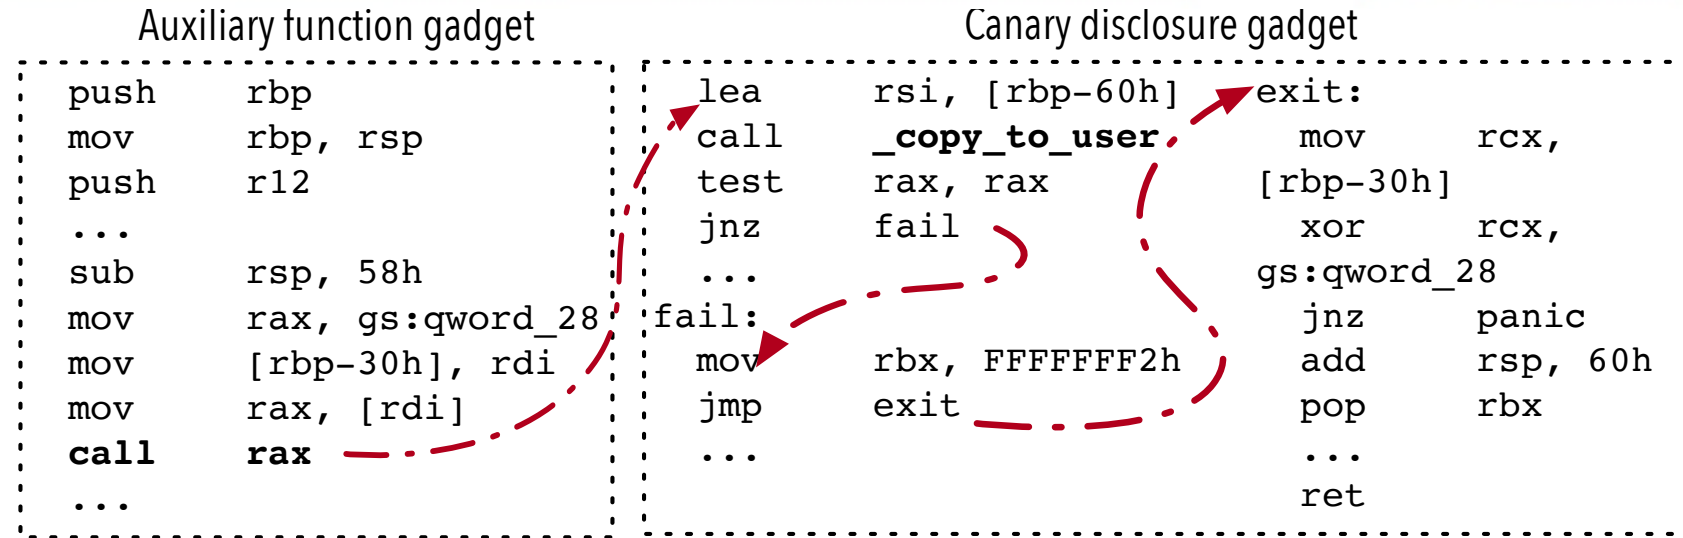 Auxiliary function gadget
push rbp
mov rbp, rsp
push r12
...
sub rsp, 58h
mov rax, gs:qword_28
mov [rbp-30h], rdi
mov rax, [rdi]
call rax
...
Canary disclosure gadget
lea rsi, [rbp-60h]
call _copy_to_user
test rax, rax
jnz fail
...
fail:
mov rbx, FFFFFFF2h
jmp exit
...
exit:
mov rcx,
[rbp-30h]
xor rcx,
gs:qword_28
jnz panic
add rsp, 60h
pop rbx
...
ret